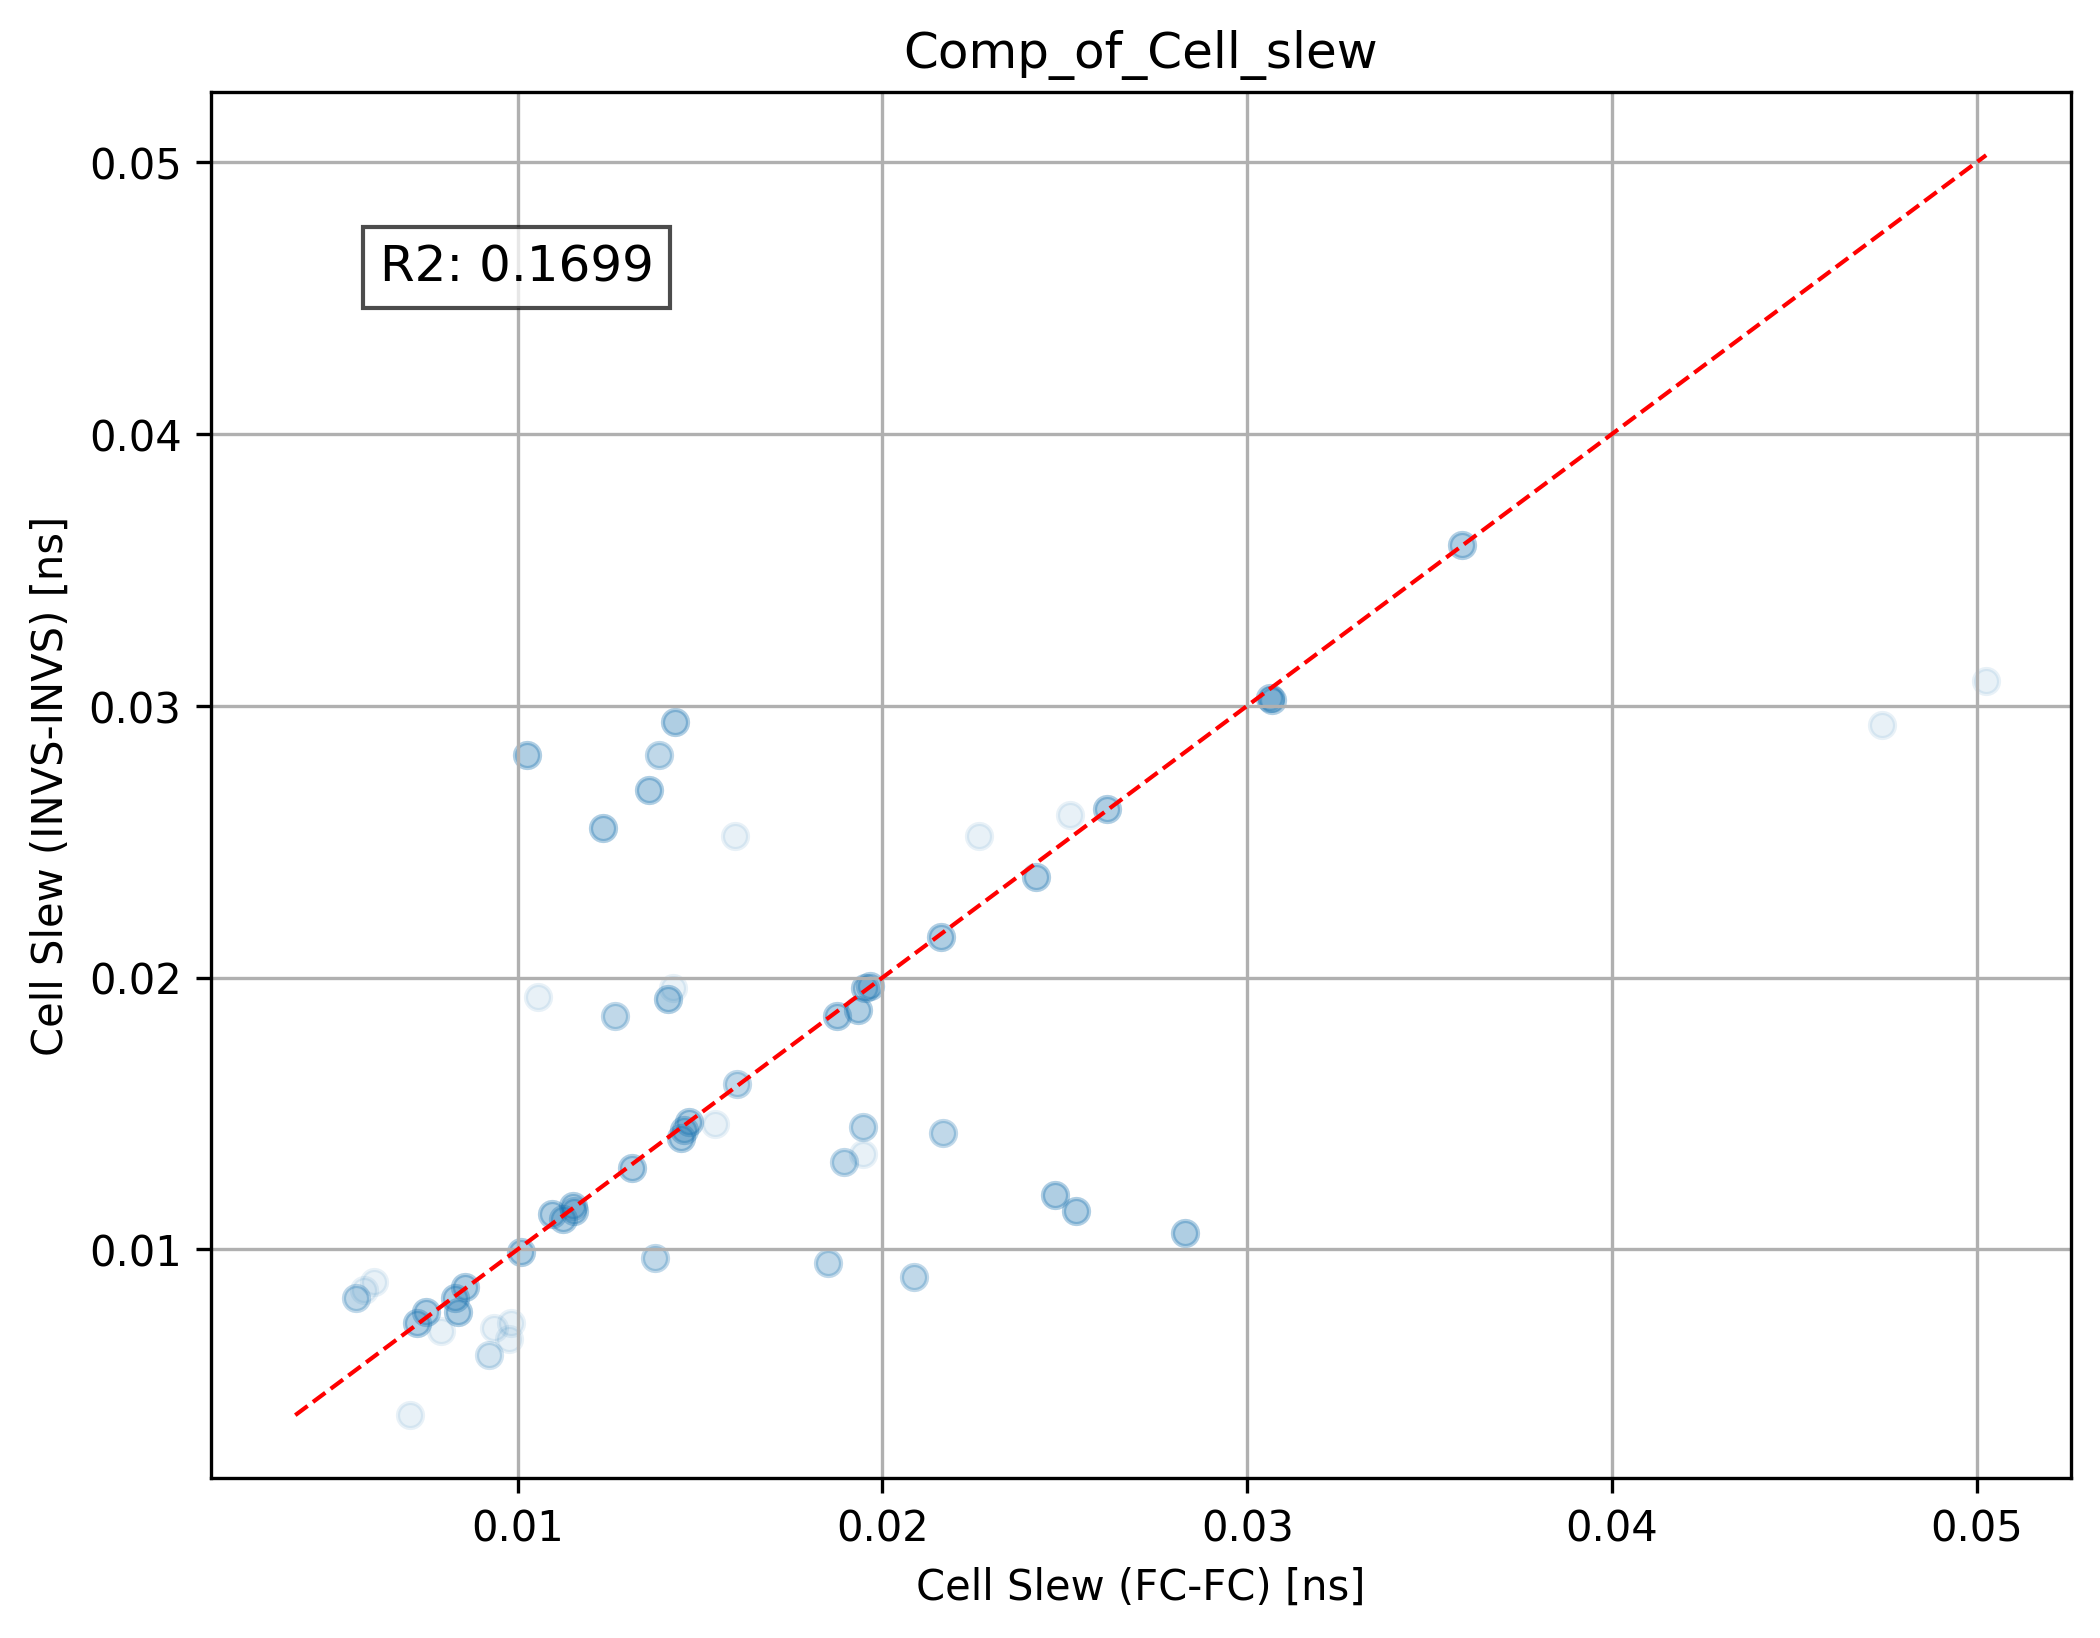 Comp_of_Cell_slew
R2: 0.1699
0.05
0.04
0.03
0.02
0.01
Cell Slew (INVS-INVS) [ns]
0.01 0.02 0.03 0.04 0.05
Cell Slew (FC-FC) [ns]